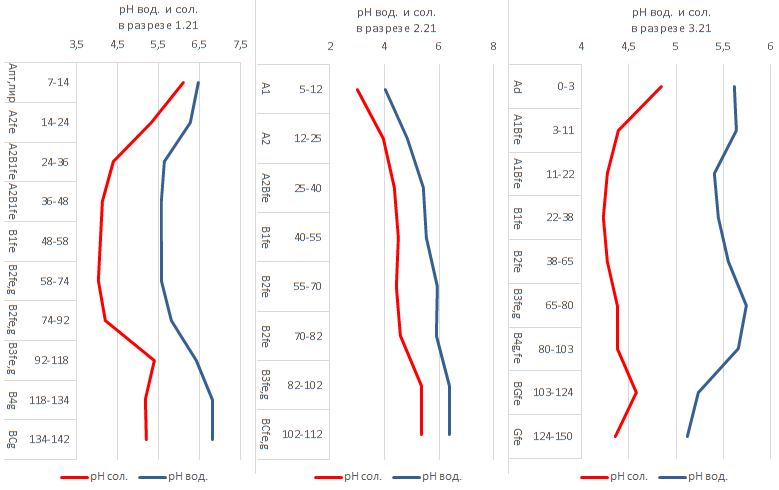 pH вод. и сол.
в разрезе 1.21
3,5 4,5 5,5 6,5 7,5
Апт,пир 7-14
A2fe 14-24
A2B1fe 24-36
A2B1fe 36-48
B1fe 48-58
B2fe,g 58-74
B2fe,g 74-92
B3fe,g 92-118
B4g 118-134
BCg 134-142
pH сол. pH вод.
pH вод. и сол.
в разрезе 2.21
2 4 6 8
A1 5-12
A2 12-25
A2Bfe 25-40
B1fe 40-55
B2fe 55-70
B2fe 70-82
B3fe,g 82-102
BCfe,g 102-112
pH сол. pH вод.
pH вод. и сол.
в разрезе 3.21
4 4,5 5 5,5 6
Ad 0-3
A1Bfe 3-11
A1Bfe 11-22
B1fe 22-38
B2fe 38-65
B3fe,g 65-80
B4g,fe 80-103
BGfe 103-124
Gfe 124-150
pH сол. pH вод.